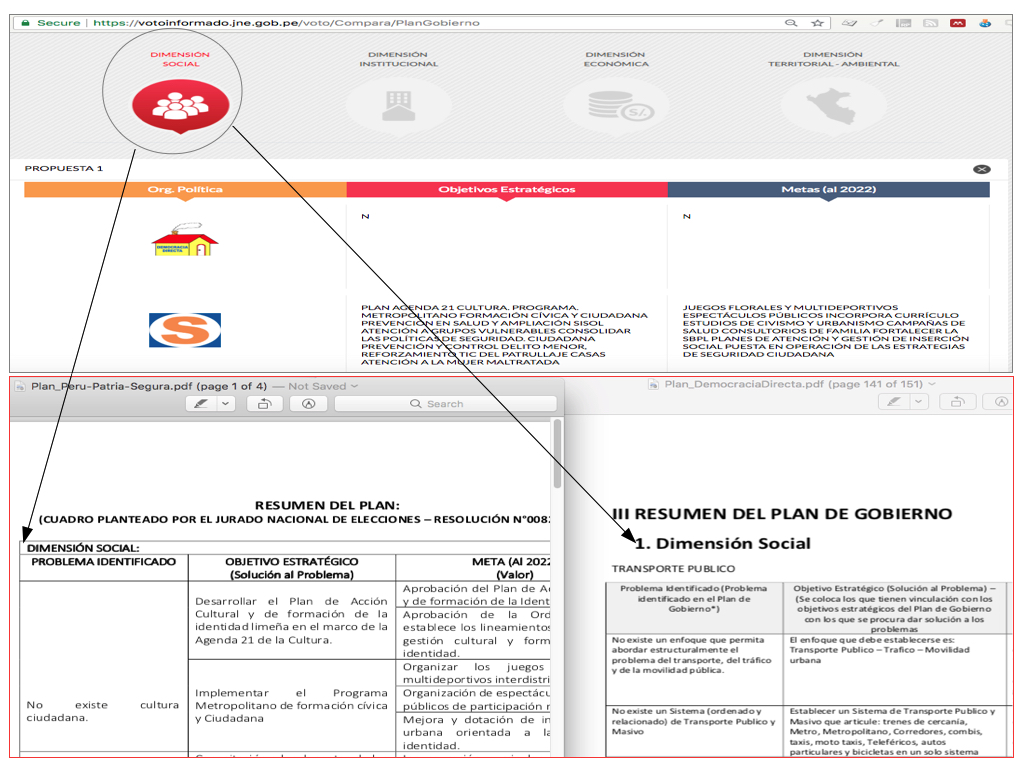 Secure | https://votoinformado.jne.gob.pe/voto/Compara/PlanGobierno
DIMENSIÓN
SOCIAL
DIMENSIÓN
INSTITUCIONAL
DIMENSIÓN
ECONÓMICA
S/.
DIMENSIÓN
TERRITORIAL - AMBIENTAL
PROPUESTA 1
Org. Política
Objetivos Estratégicos
Metas (al 2022)
DEMOCRACIA
DIRECTA
N
N
S
PLAN AGENDA 21 CULTURA, PROGRAMA,
METROPOLITANO FORMACIÓN CÍVICA Y CIUDADANA
PREVENCIÓN EN SALUD Y AMPLIACIÓN SISOL
ATENCIÓN A GRUPOS VULNERABLES CONSOLIDAR
LAS POLÍTICAS DE SEGURIDAD, CIUDADANA
PREVENCIÓN Y CONTROL DELITO MENOR,
REFORZAMIENTO TIC DEL PATRULLAJE CASAS
ATENCIÓN A LA MUJER MALTRATADA
JUEGOS FLORALES Y MULTIDEPORTIVOS
ESPECTÁCULOS PÚBLICOS INCORPORA CURRÍCULO
ESTUDIOS DE CIVISMO Y URBANISMO CAMPAÑAS DE
SALUD CONSULTORIOS DE FAMILIA FORTALECER LA
SBPL PLANES DE ATENCIÓN Y GESTIÓN DE INSERCIÓN
SOCIAL PUESTA EN OPERACIÓN DE LAS ESTRATEGIAS
DE SEGURIDAD CIUDADANA
Plan_Peru-Patria-Segura.pdf (page 1 of 4) — Not Saved
Search
RESUMEN DEL PLAN:
(CUADRO PLANTEADO POR EL JURADO NACIONAL DE ELECCIONES – RESOLUCIÓN N°008
DIMENSIÓN SOCIAL:
PROBLEMA IDENTIFICADO
OBJETIVO ESTRATÉGICO
(Solución al Problema)
META (Al 2022
(Valor)
No existe cultura
ciudadana.
Desarrollar el Plan de Acción
Cultural y de formación de la
identidad limeña en el marco de la
Agenda 21 de la Cultura.
Aprobación del Plan de A
y de formación de la Ident
Aprobación de la Ord
establece los lineamientos
gestión cultural y form
identidad.
Implementar el Programa
Metropolitano de formación cívica
y Ciudadana
Organizar los juegos
multideportivos interdistri
Organización de espectácu
públicos de participación
Mejora y dotación de in
urbana orientada a la
identidad.
Plan_DemocraciaDirecta.pdf (page 141 of 151)
III RESUMEN DEL PLAN DE GOBIERNO
1. Dimensión Social
TRANSPORTE PUBLICO
Problema Identificado (Problema
identificado en el Plan de
Gobierno*)
Objetivo Estratégico (Solución al Problema) –
(Se coloca los que tienen vinculación con los
objetivos estratégicos del Plan de Gobierno
con los que se procura dar solución a los
problemas
No existe un enfoque que permita
abordar estructuralmente el
problema del transporte, del tráfico
y de la movilidad pública.
El enfoque que debe establecerse es:
Transporte Publico – Trafico – Movilidad
urbana
No existe un Sistema (ordenado y
relacionado) de Transporte Publico y
Masivo
Establecer un Sistema de Transporte Publico y
Masivo que articule: trenes de cercanía,
Metro, Metropolitano, Corredores, combis,
taxis, moto taxis, Teleféricos, autos
particulares y bicicletas en un solo sistema